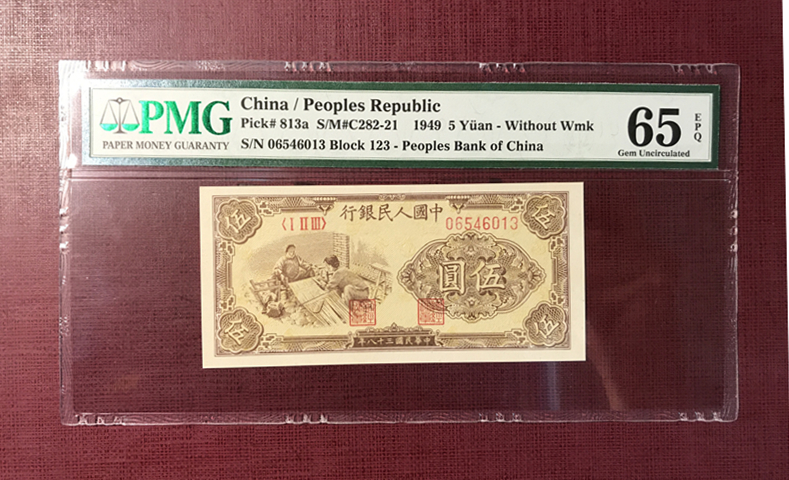 PMG
PAPER MONEY GUARANTY
China / Peoples Republic
Pick# 813a S/M#C282-21 1949 5 Yüan - Without Wmk
S/N 06546013 Block 123 - Peoples Bank of China
65 EPQ
Gem Uncirculated
行銀民人國中
〈I II III〉 06546013
伍 伍
圓伍
伍 伍
年八十三國民華中